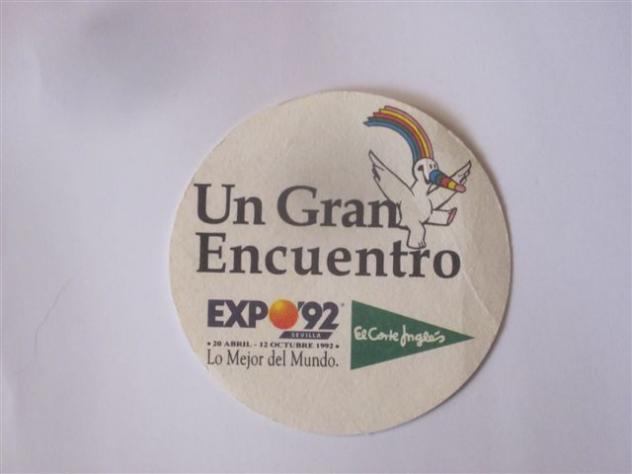 Un Gran
Encuentro
EXPO'92®
SEVILLA
• 20 ABRIL - 12 OCTUBRE 1992 •
Lo Mejor del Mundo.
El Corte Inglés